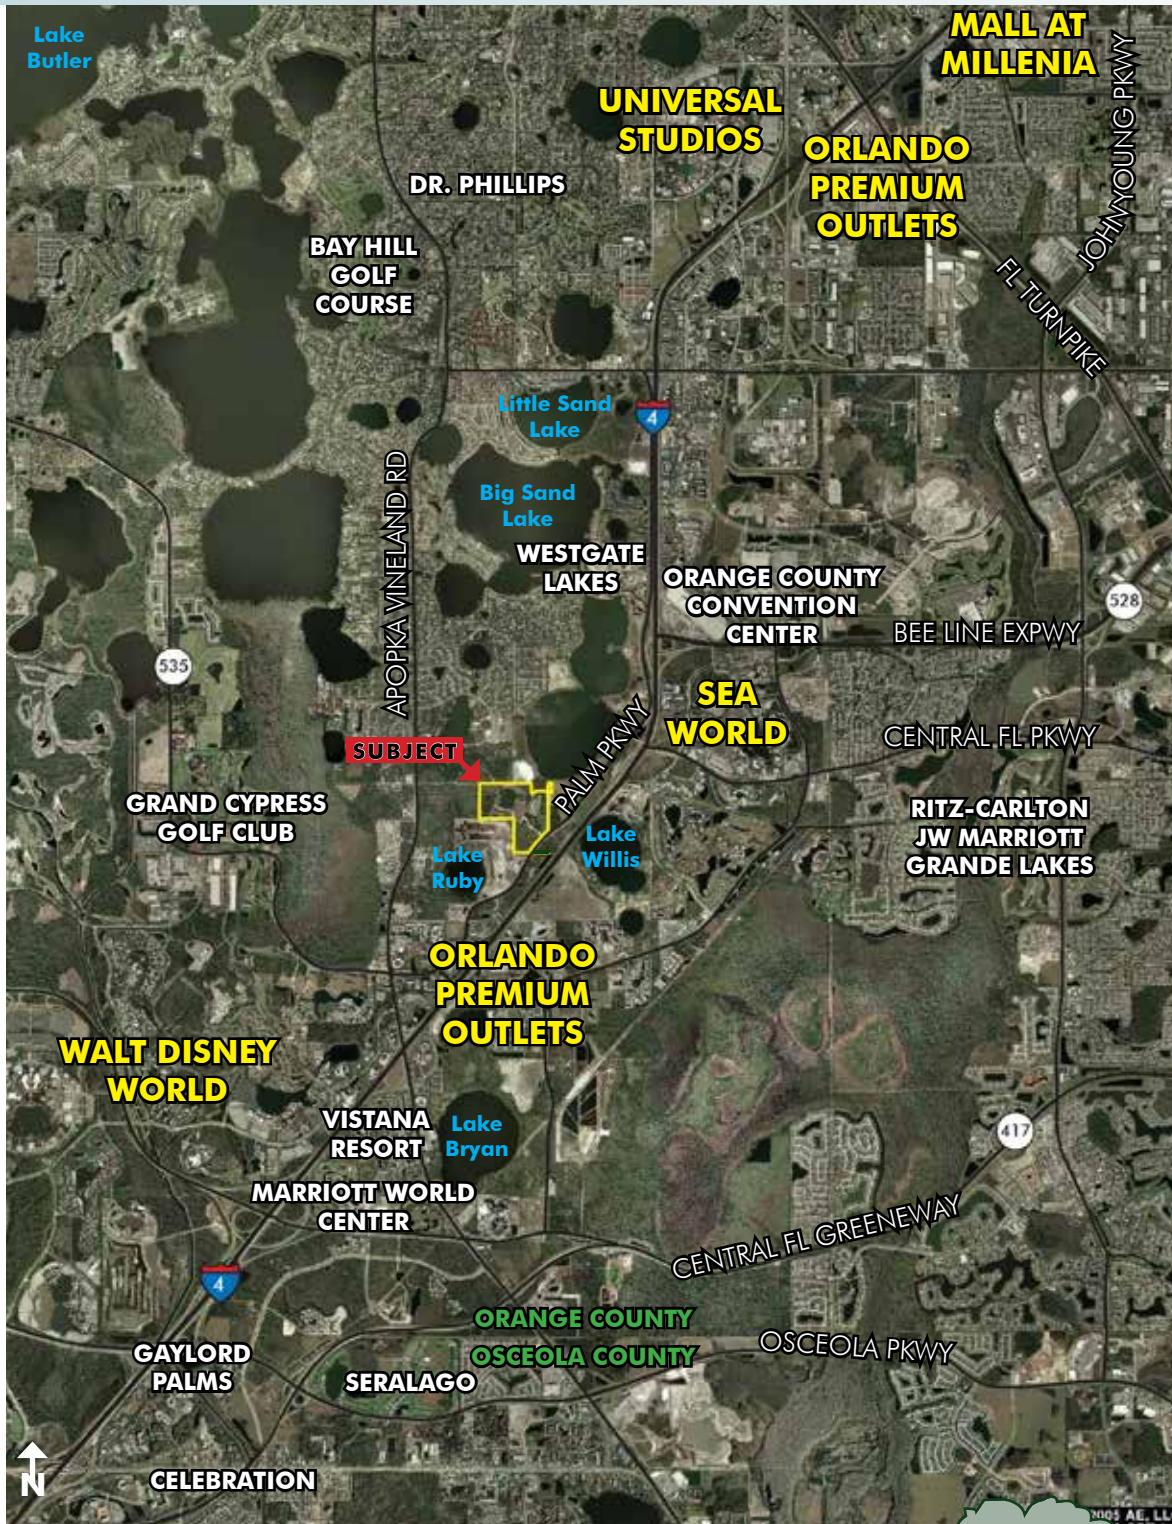 Lake
Butler
MALL AT
MILLENIA
JOHN YOUNG PKWY
UNIVERSAL
STUDIOS
ORLANDO
PREMIUM
OUTLETS
DR. PHILLIPS
BAY HILL
GOLF
COURSE
FL TURNPIKE
Little Sand
Lake
4
APOPKA VINELAND RD
Big Sand
Lake
WESTGATE
LAKES
ORANGE COUNTY
CONVENTION
CENTER
528
BEE LINE EXPWY
535
SEA
WORLD
PALM PKWY
CENTRAL FL PKWY
SUBJECT
GRAND CYPRESS
GOLF CLUB
RITZ-CARLTON
JW MARRIOTT
GRANDE LAKES
Lake
Willis
Lake
Ruby
ORLANDO
PREMIUM
OUTLETS
WALT DISNEY
WORLD
VISTANA
RESORT
Lake
Bryan
417
MARRIOTT WORLD
CENTER
CENTRAL FL GREENEWAY
4
ORANGE COUNTY
OSCEOLA COUNTY
OSCEOLA PKWY
GAYLORD
PALMS
SERALAGO
N
CELEBRATION
2005 AE, LL